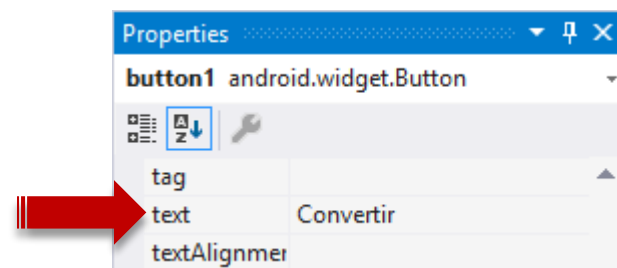 Properties
button1 android.widget.Button
tag
text Convertir
textAlignmer